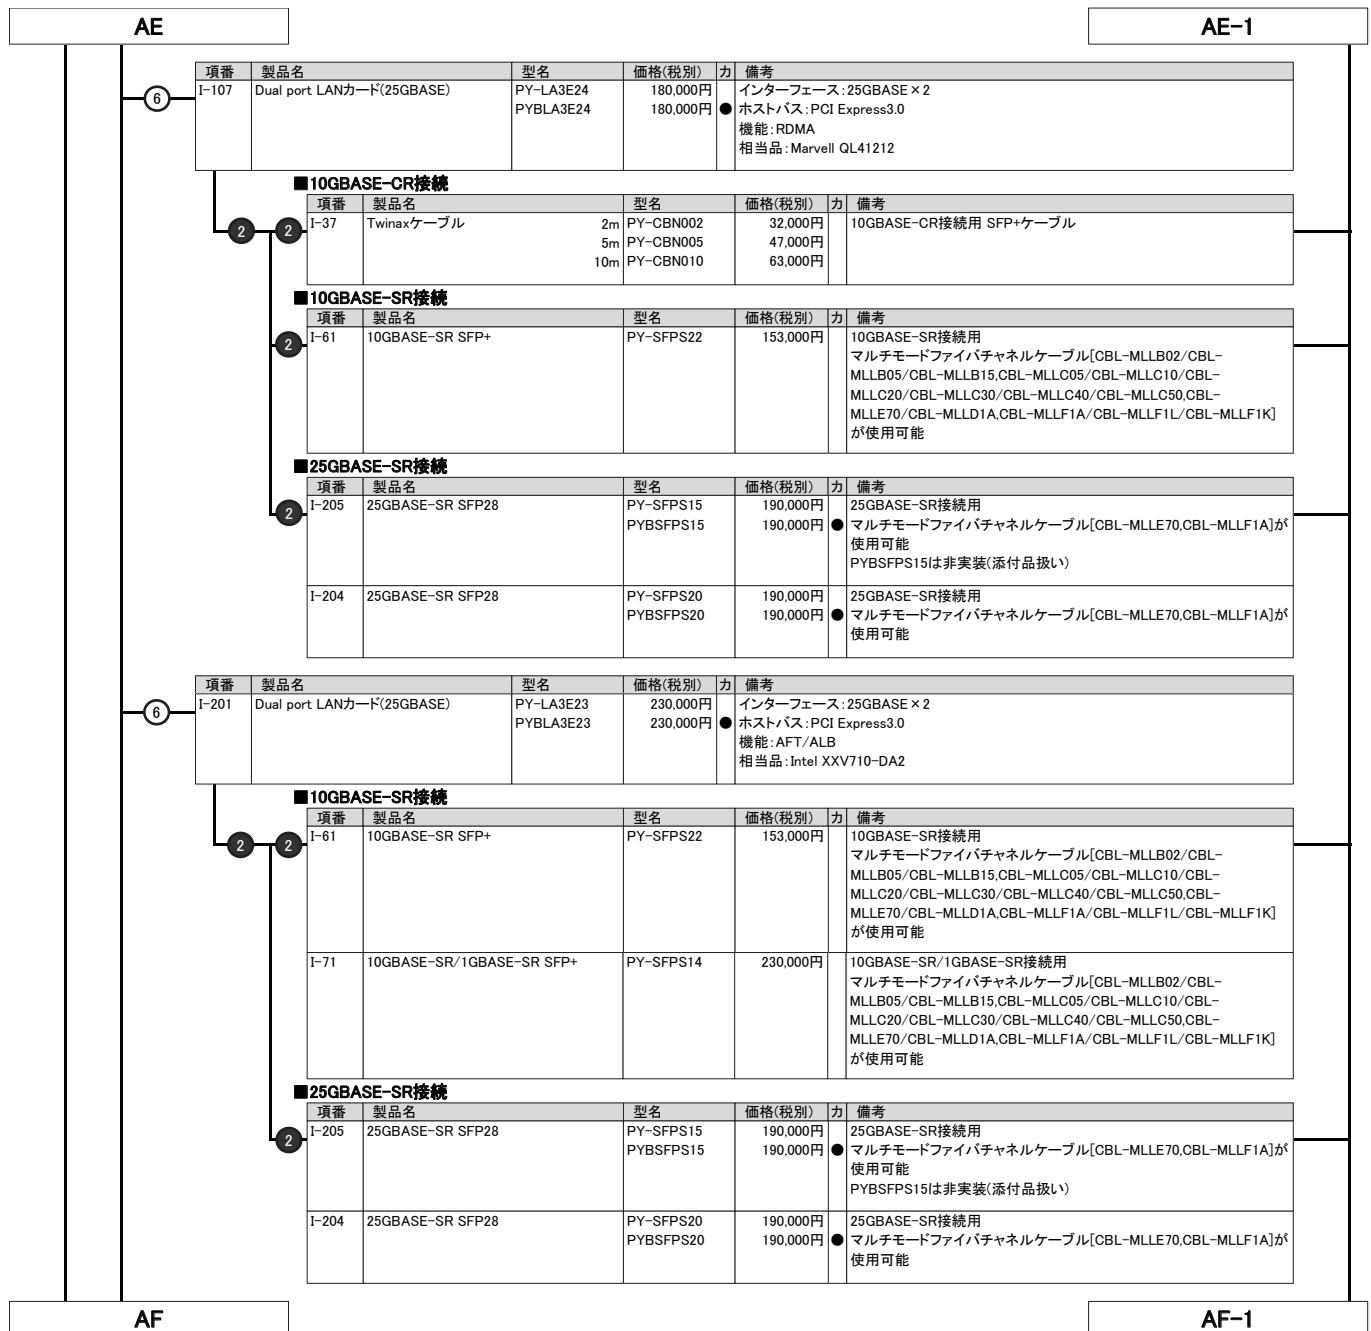 AE
AE-1
項番 製品名 型名 価格(税別) カ 備考
6
I-107 Dual port LANカード(25GBASE) PY-LA3E24 180,000円 インターフェース:25GBASE×2
PYBLA3E24 180,000円 ● ホストバス:PCI Express3.0
機能:RDMA
相当品:Marvell QL41212
■10GBASE-CR接続
項番 製品名 型名 価格(税別) カ 備考
2 2 I-37 Twinaxケーブル 2m PY-CBN002 32,000円 10GBASE-CR接続用 SFP+ケーブル
5m PY-CBN005 47,000円
10m PY-CBN010 63,000円
■10GBASE-SR接続
項番 製品名 型名 価格(税別) カ 備考
2 I-61 10GBASE-SR SFP+ PY-SFPS22 153,000円 10GBASE-SR接続用
マルチモードファイバチャネルケーブル[CBL-MLLB02/CBL-
MLLB05/CBL-MLLB15,CBL-MLLC05/CBL-MLLC10/CBL-
MLLC20/CBL-MLLC30/CBL-MLLC40/CBL-MLLC50,CBL-
MLLE70/CBL-MLLD1A,CBL-MLLF1A/CBL-MLLF1L/CBL-MLLF1K]
が使用可能
■25GBASE-SR接続
項番 製品名 型名 価格(税別) カ 備考
2 I-205 25GBASE-SR SFP28 PY-SFPS15 190,000円 25GBASE-SR接続用
PYBSFPS15 190,000円 ● マルチモードファイバチャネルケーブル[CBL-MLLE70,CBL-MLLF1A]が
使用可能
PYBSFPS15は非実装(添付品扱い)
I-204 25GBASE-SR SFP28 PY-SFPS20 190,000円 25GBASE-SR接続用
PYBSFPS20 190,000円 ● マルチモードファイバチャネルケーブル[CBL-MLLE70,CBL-MLLF1A]が
使用可能
項番 製品名 型名 価格(税別) カ 備考
6
I-201 Dual port LANカード(25GBASE) PY-LA3E23 230,000円 インターフェース:25GBASE×2
PYBLA3E23 230,000円 ● ホストバス:PCI Express3.0
機能:AFT/ALB
相当品:Intel XXV710-DA2
■10GBASE-SR接続
項番 製品名 型名 価格(税別) カ 備考
2 2 I-61 10GBASE-SR SFP+ PY-SFPS22 153,000円 10GBASE-SR接続用
マルチモードファイバチャネルケーブル[CBL-MLLB02/CBL-
MLLB05/CBL-MLLB15,CBL-MLLC05/CBL-MLLC10/CBL-
MLLC20/CBL-MLLC30/CBL-MLLC40/CBL-MLLC50,CBL-
MLLE70/CBL-MLLD1A,CBL-MLLF1A/CBL-MLLF1L/CBL-MLLF1K]
が使用可能
I-71 10GBASE-SR/1GBASE-SR SFP+ PY-SFPS14 230,000円 10GBASE-SR/1GBASE-SR接続用
マルチモードファイバチャネルケーブル[CBL-MLLB02/CBL-
MLLB05/CBL-MLLB15,CBL-MLLC05/CBL-MLLC10/CBL-
MLLC20/CBL-MLLC30/CBL-MLLC40/CBL-MLLC50,CBL-
MLLE70/CBL-MLLD1A,CBL-MLLF1A/CBL-MLLF1L/CBL-MLLF1K]
が使用可能
■25GBASE-SR接続
項番 製品名 型名 価格(税別) カ 備考
2 I-205 25GBASE-SR SFP28 PY-SFPS15 190,000円 25GBASE-SR接続用
PYBSFPS15 190,000円 ● マルチモードファイバチャネルケーブル[CBL-MLLE70,CBL-MLLF1A]が
使用可能
PYBSFPS15は非実装(添付品扱い)
I-204 25GBASE-SR SFP28 PY-SFPS20 190,000円 25GBASE-SR接続用
PYBSFPS20 190,000円 ● マルチモードファイバチャネルケーブル[CBL-MLLE70,CBL-MLLF1A]が
使用可能
AF
AF-1